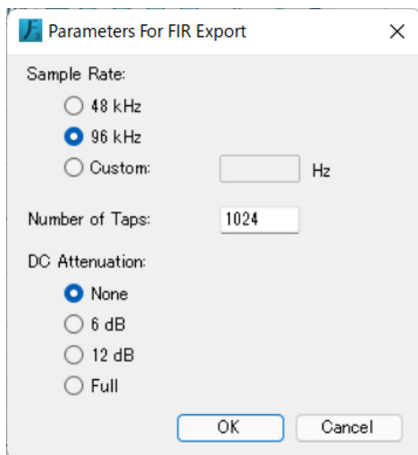 Parameters For FIR Export
Sample Rate:
48 kHz
96 kHz
Custom: Hz
Number of Taps: 1024
DC Attenuation:
None
6 dB
12 dB
Full
OK Cancel